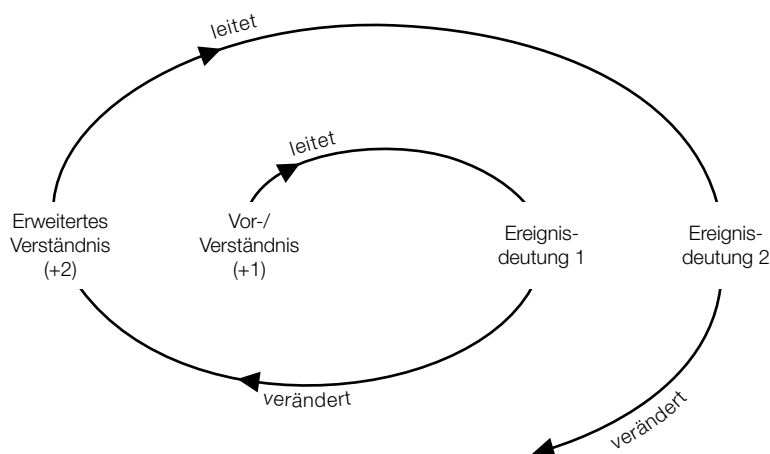 leitet
leitet
Erweitertes
Verständnis
(+2)
Vor-/
Verständnis
(+1)
Ereignis-
deutung 1
Ereignis-
deutung 2
verändert
verändert